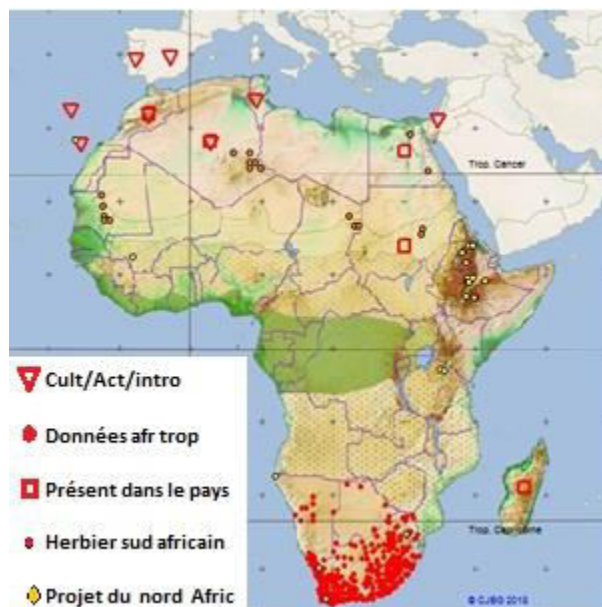 Trop. Cancer
Cult/Act/intro
Données afr trop
Présent dans le pays
Herbier sud africain
Projet du nord Afric
Trop. Capricorne
© CJBG 2018